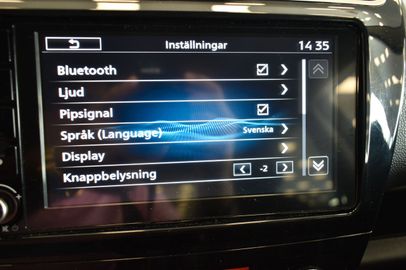 Inställningar 14 35
Bluetooth
Ljud
Pipsignal
Språk (Language) Svenska
Display
Knappbelysning -2